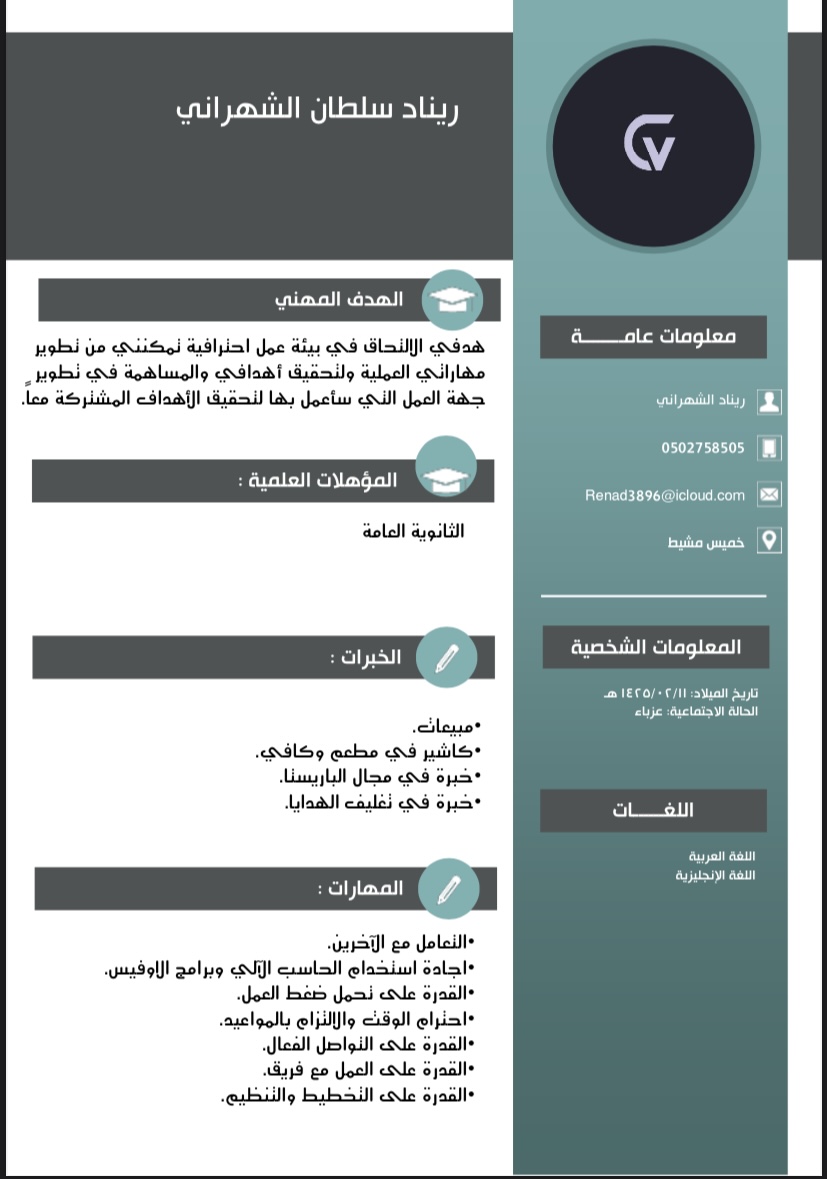 ريناد سلطان الشهراني
الهدف المهني
هدفي الالتحاق في بيئة عمل احترافية تمكنني من تطوير
مهاراتي العملية ولتحقيق أهدافي والمساهمة في تطوير
جهة العمل التي سأعمل بها لتحقيق الأهداف المشتركة معاً.
المؤهلات العلمية :
الثانوية العامة
الخبرات :
•مبيعات.
•كاشير في مطعم وكافي.
•خبرة في مجال الباريستا.
•خبرة في تغليف الهدايا.
المهارات :
•التعامل مع الآخرين.
•اجادة استخدام الحاسب الآلي وبرامج الاوفيس.
•القدرة على تحمل ضغط العمل.
•احترام الوقت والالتزام بالمواعيد.
•القدرة على التواصل الفعال.
•القدرة على العمل مع فريق.
•القدرة على التخطيط والتنظيم.
CV
معلومات عامـــــــة
ريناد الشهراني
0502758505
Renad3896@icloud.com
خميس مشيط
المعلومات الشخصية
تاريخ الميلاد: ١٤٢٥/٠٢/١١ هـ
الحالة الاجتماعية: عزباء
اللغـــــات
اللغة العربية
اللغة الإنجليزية